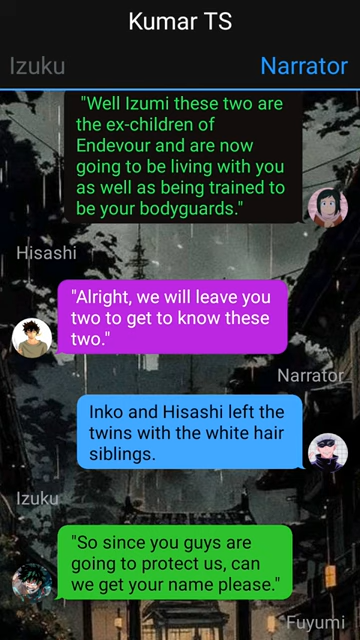 Kumar TS
Izuku
Narrator
"Well Izumi these two are
the ex-children of
Endevour and are now
going to be living with you
as well as being trained to
be your bodyguards."
Hisashi
"Alright, we will leave you
two to get to know these
two."
Narrator
Inko and Hisashi left the
twins with the white hair
siblings.
Izuku
"So since you guys are
going to protect us, can
we get your name please."
Fuyumi